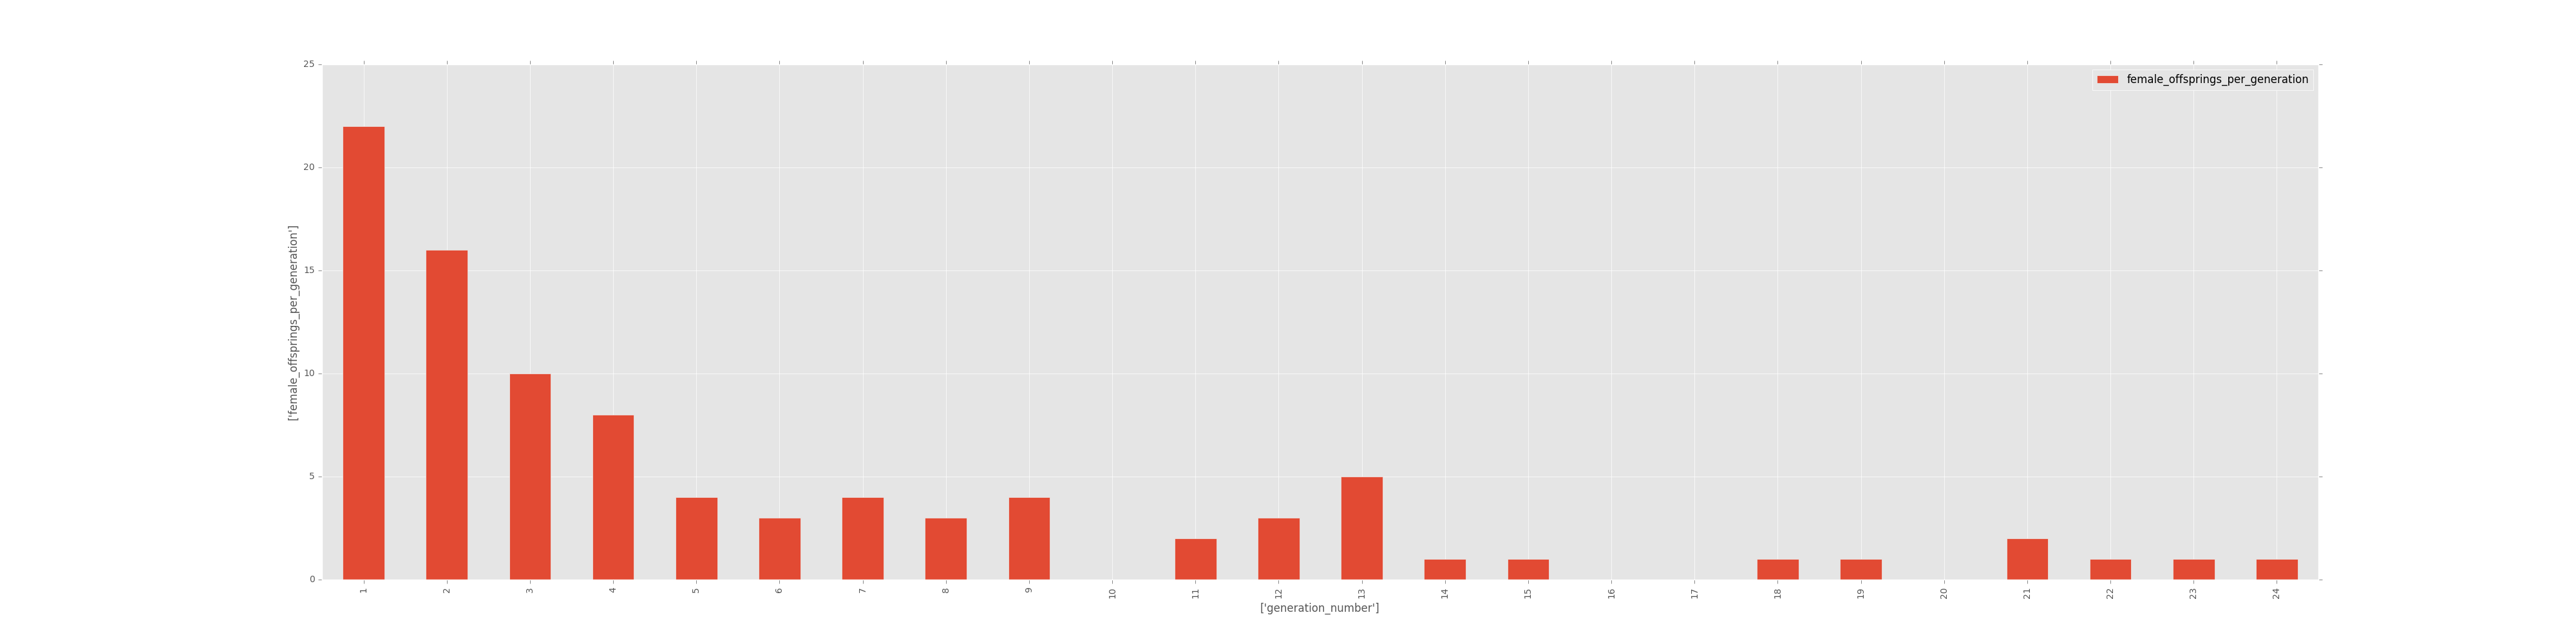 female_offsprings_per_generation
['female_offsprings_per_generation']
25
20
15
10
5
0
1 2 3 4 5 6 7 8 9 10 11 12 13 14 15 16 17 18 19 20 21 22 23 24
['generation_number']